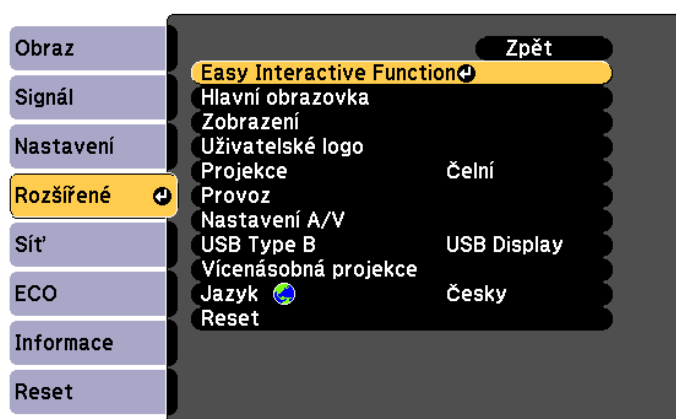 Obraz
Signál
Nastavení
Rozšířené
Síť
ECO
Informace
Reset
Zpět
Easy Interactive Function
Hlavní obrazovka
Zobrazení
Uživatelské logo
Projekce Čelní
Provoz
Nastavení A/V
USB Type B USB Display
Vícenásobná projekce
Jazyk Česky
Reset